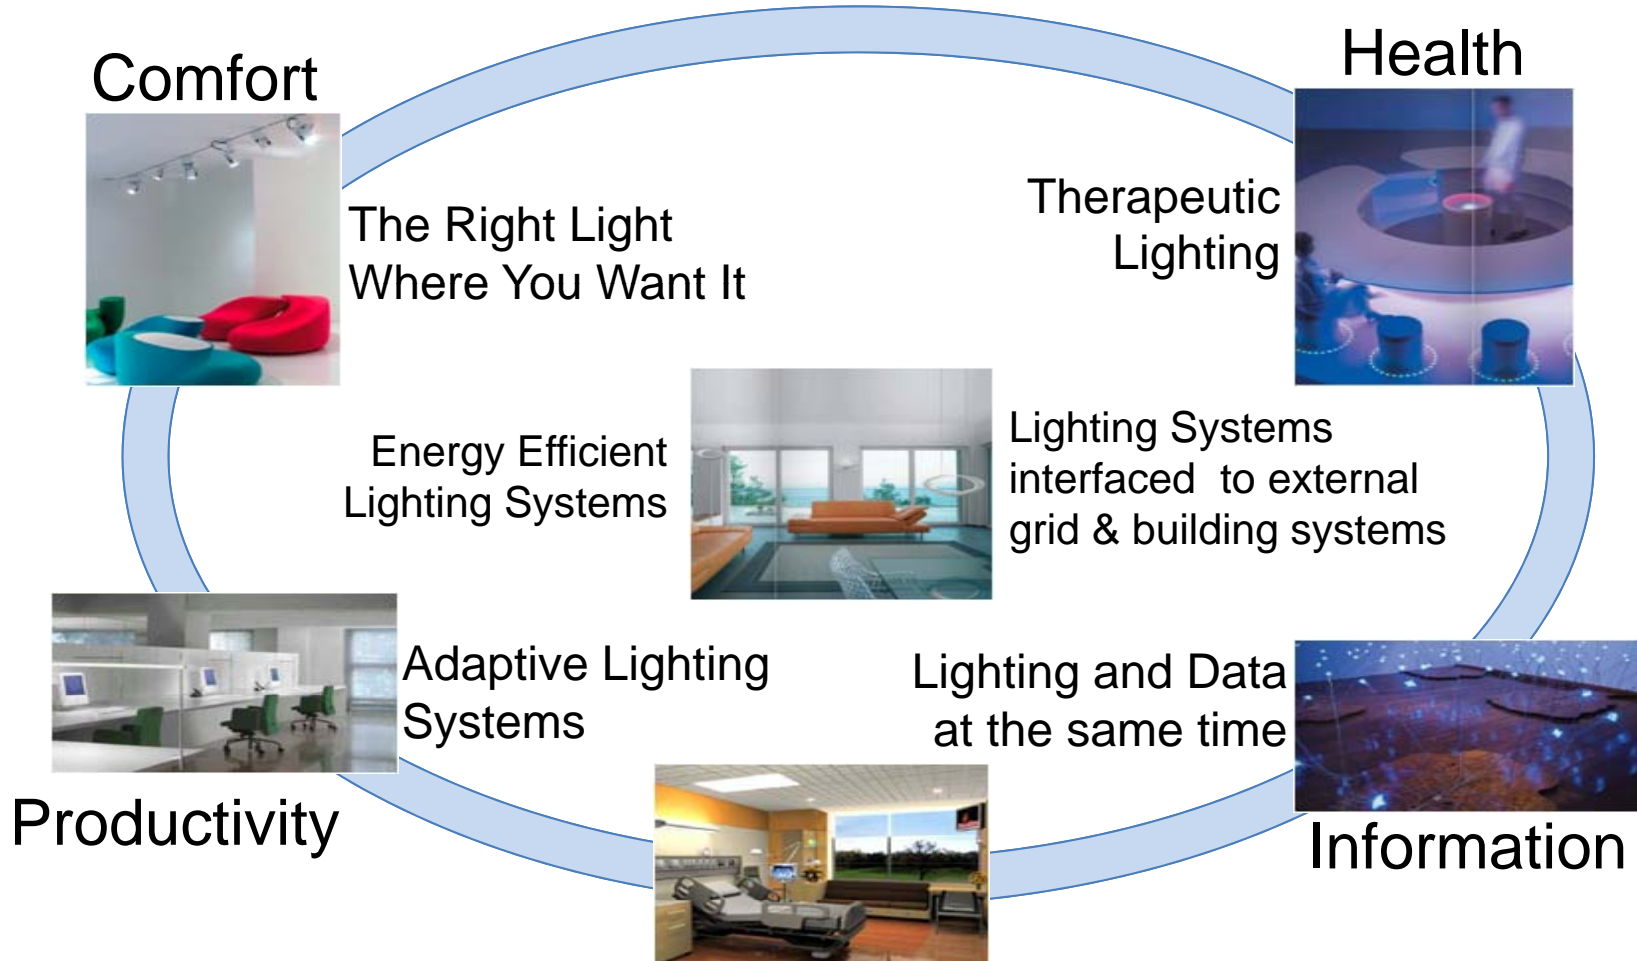 Comfort
Health
The Right Light
Where You Want It
Therapeutic
Lighting
Energy Efficient
Lighting Systems
Lighting Systems
interfaced  to external
grid & building systems
Adaptive Lighting
Systems
Lighting and Data
at the same time
Productivity
Information